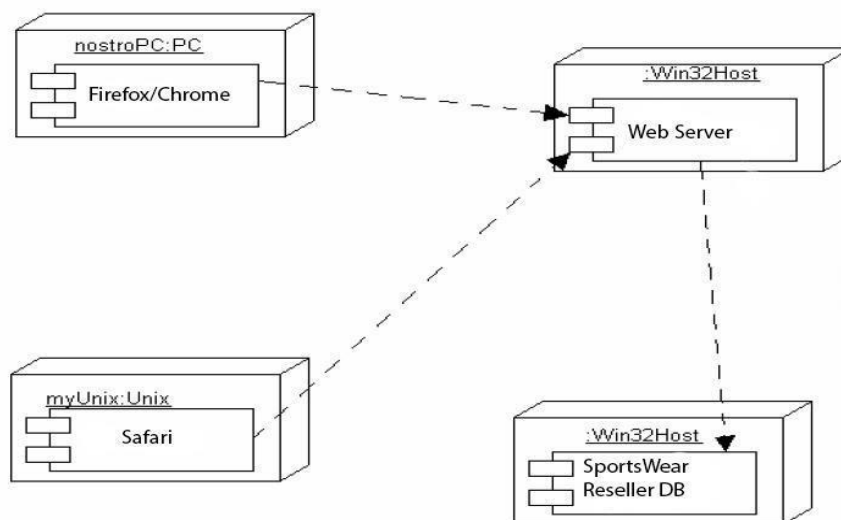 nostroPC:PC
Firefox/Chrome
:Win32Host
Web Server
myUnix:Unix
Safari
:Win32Host
SportsWear
Reseller DB